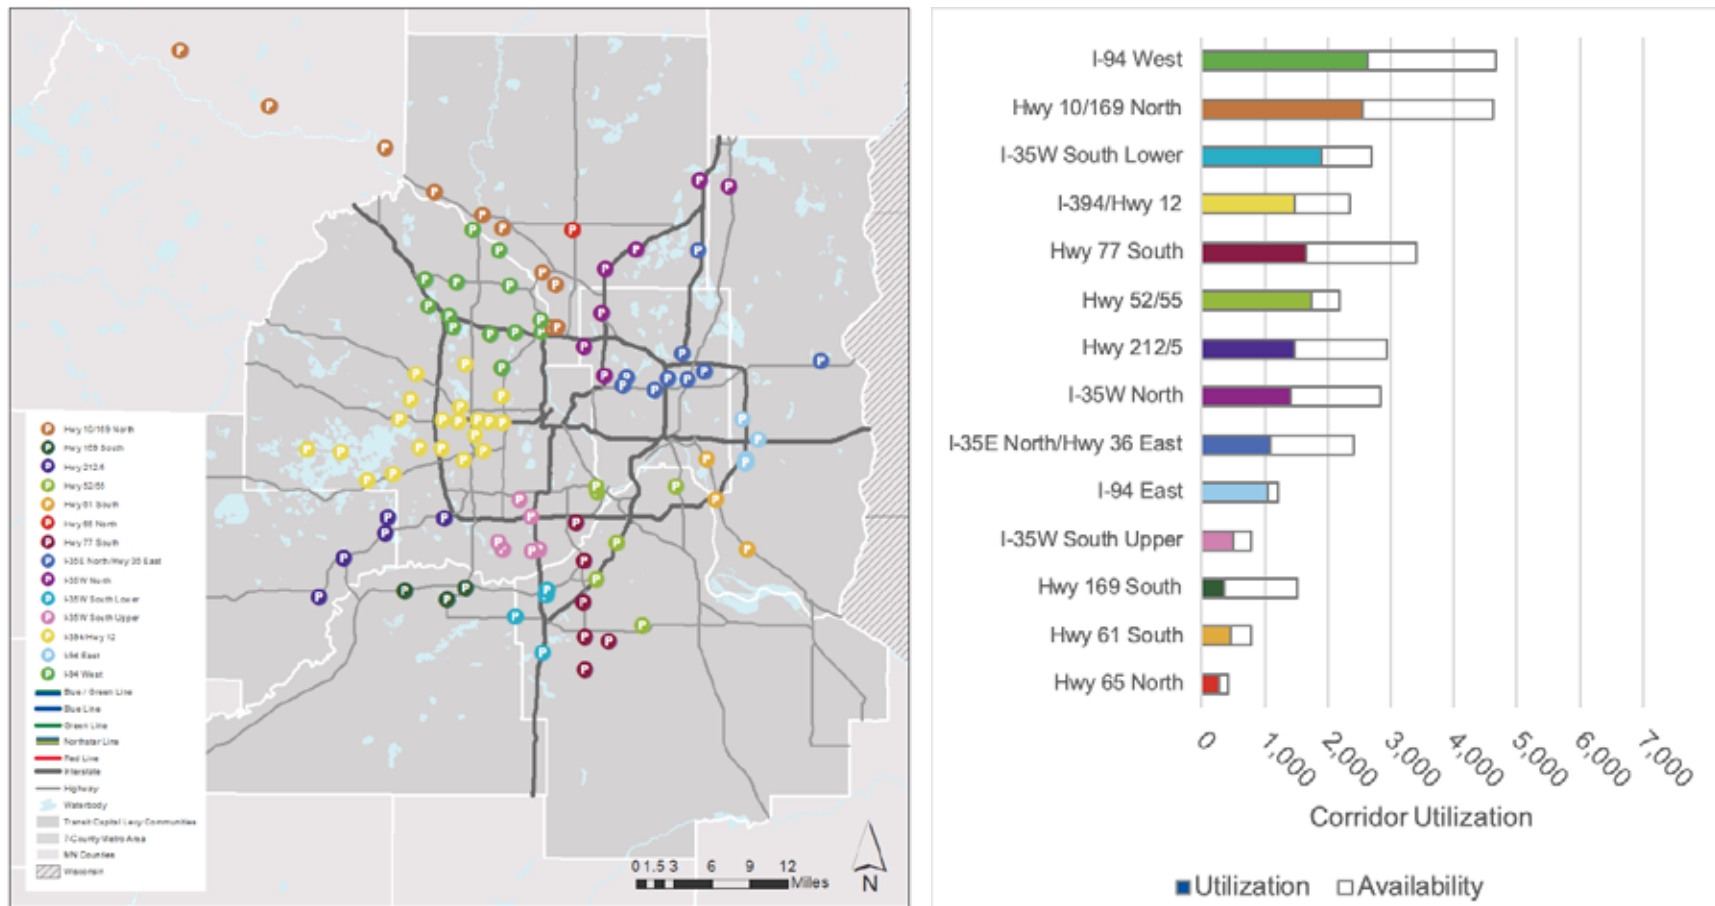 Hwy 10/169 North
Hwy 169 South
Hwy 212/5
Hwy 52/55
Hwy 61 South
Hwy 65 North
Hwy 77 South
I-35E North/Hwy 36 East
I-35W North
I-35W South Lower
I-35W South Upper
I-394/Hwy 12
I-94 East
I-94 West
Blue / Green Line
Blue Line
Green Line
Northstar Line
Red Line
Interstate
Highway
Waterbody
Transit Capital Levy Communities
7-County Metro Area
MN Counties
Wisconsin
0 1.5 3 6 9 12
Miles
N
I-94 West
Hwy 10/169 North
I-35W South Lower
I-394/Hwy 12
Hwy 77 South
Hwy 52/55
Hwy 212/5
I-35W North
I-35E North/Hwy 36 East
I-94 East
I-35W South Upper
Hwy 169 South
Hwy 61 South
Hwy 65 North
0 1,000 2,000 3,000 4,000 5,000 6,000 7,000
Corridor Utilization
Utilization Availability